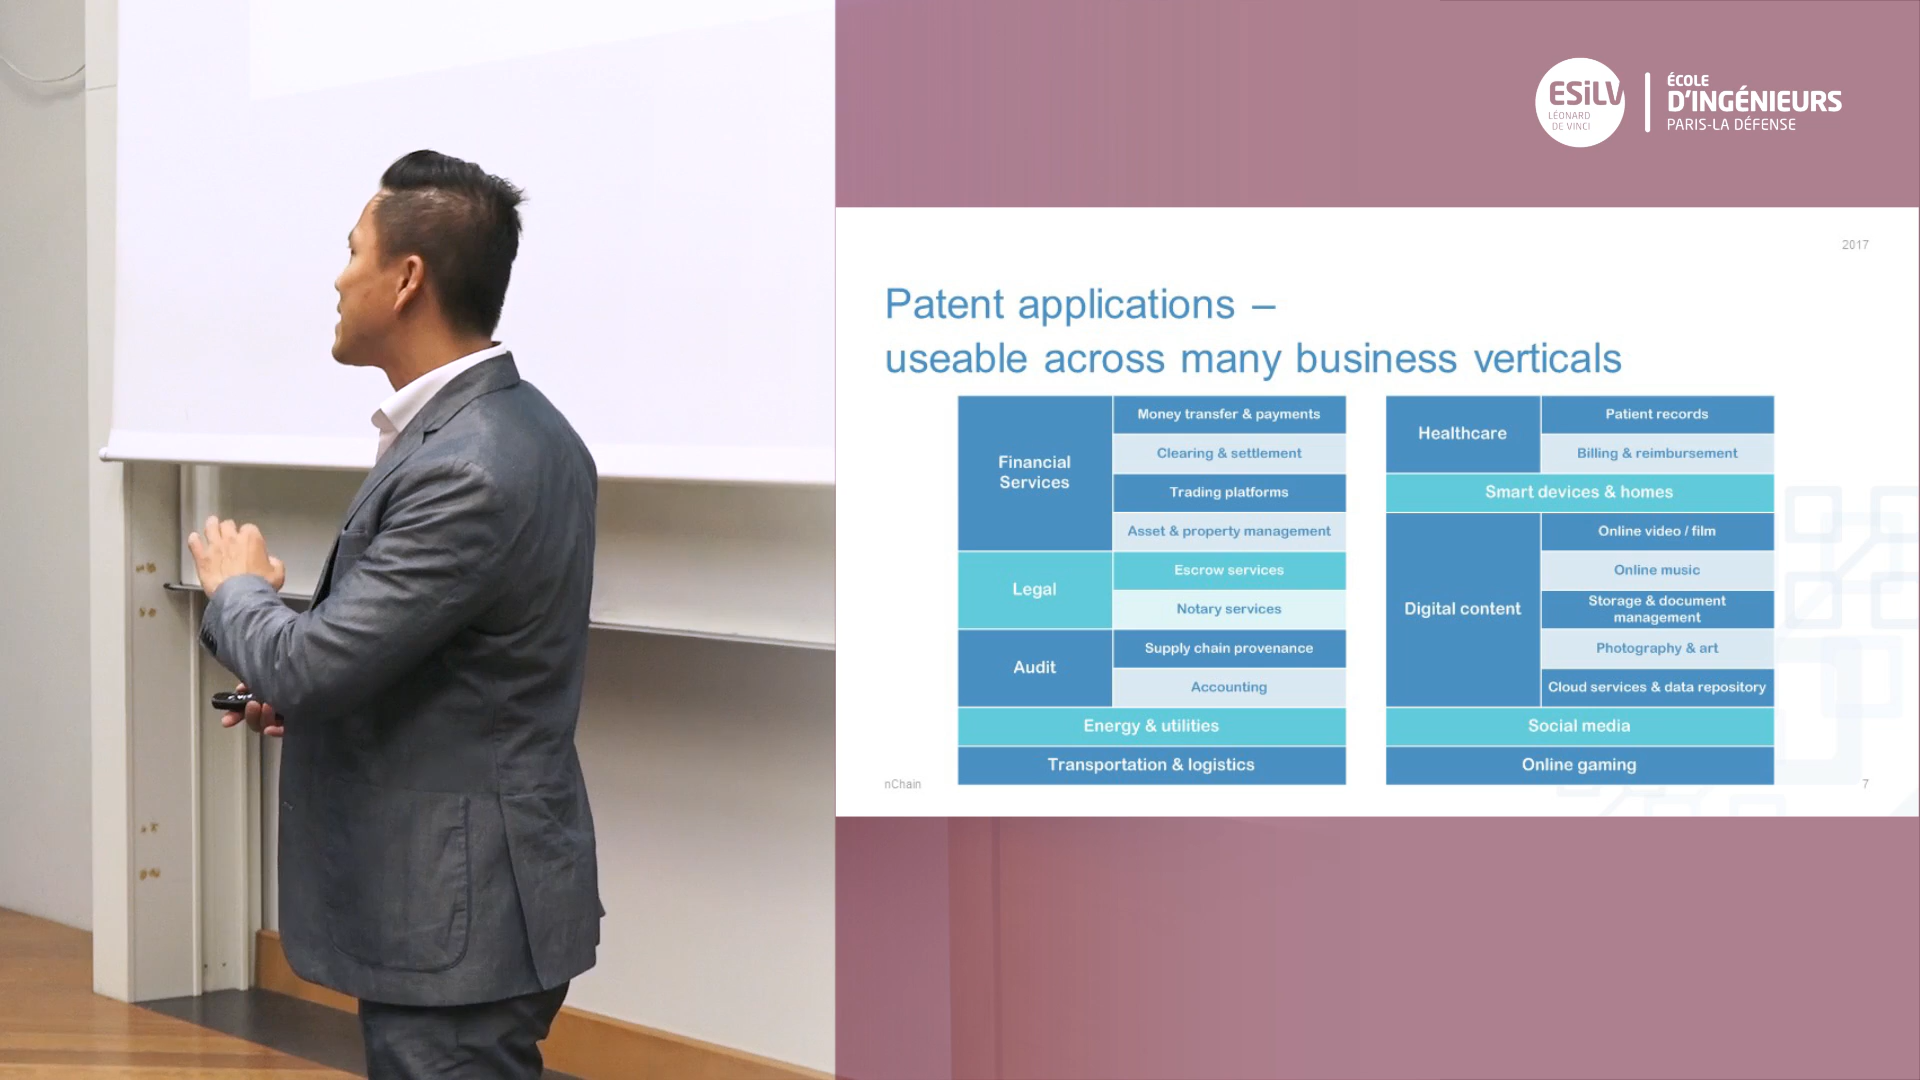 ESiLV
LÉONARD
DE VINCI
ÉCOLE
D'INGÉNIEURS
PARIS-LA DÉFENSE
2017
Patent applications –
useable across many business verticals
Financial
Services
Money transfer & payments
Clearing & settlement
Trading platforms
Asset & property management
Legal
Escrow services
Notary services
Audit
Supply chain provenance
Accounting
Energy & utilities
Transportation & logistics
Healthcare
Patient records
Billing & reimbursement
Smart devices & homes
Digital content
Online video / film
Online music
Storage & document
management
Photography & art
Cloud services & data repository
Social media
Online gaming
nChain
7